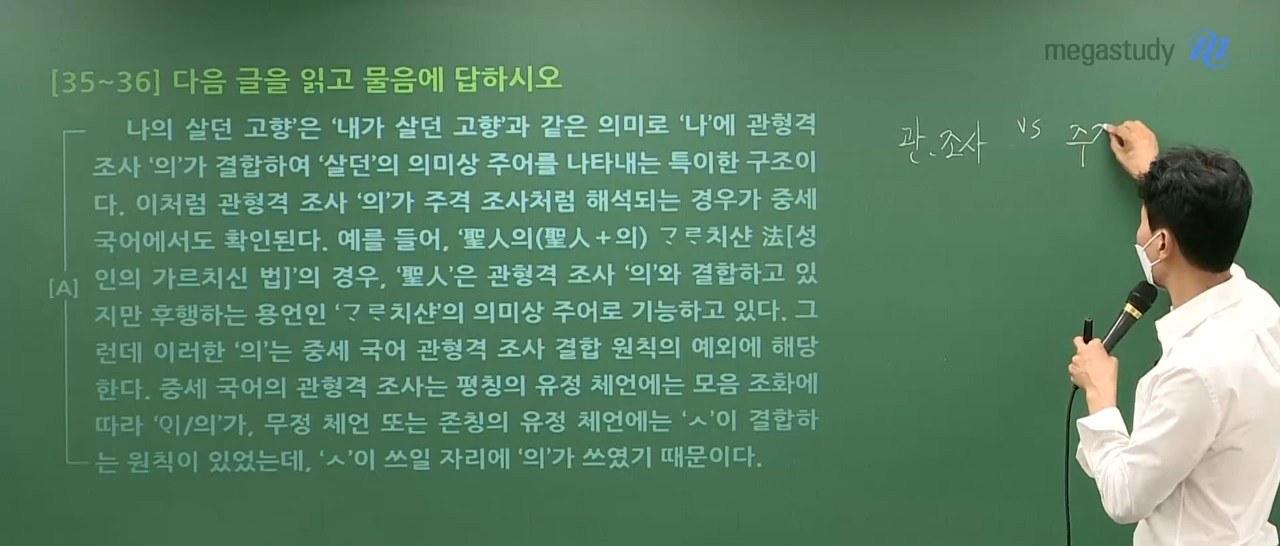 megastudy
[35~36] 다음 글을 읽고 물음에 답하시오
나의 살던 고향’은 ‘내가 살던 고향’과 같은 의미로 ‘나’에 관형격
조사 ‘의’가 결합하여 ‘살던’의 의미상 주어를 나타내는 특이한 구조이
다. 이처럼 관형격 조사 ‘의’가 주격 조사처럼 해석되는 경우가 중세
국어에서도 확인된다. 예를 들어, ‘聖人의(聖人+의) ᄀᆞᄅᆞ치샨 法[성
인의 가르치신 법]’의 경우, ‘聖人’은 관형격 조사 ‘의’와 결합하고 있
[A]
지만 후행하는 용언인 ‘ᄀᆞᄅᆞ치샨’의 의미상 주어로 기능하고 있다. 그
런데 이러한 ‘의’는 중세 국어 관형격 조사 결합 원칙의 예외에 해당
한다. 중세 국어의 관형격 조사는 평칭의 유정 체언에는 모음 조화에
따라 ‘ᄋᆡ/의’가, 무정 체언 또는 존칭의 유정 체언에는 ‘ㅅ’이 결합하
는 원칙이 있었는데, ‘ㅅ’이 쓰일 자리에 ‘의’가 쓰였기 때문이다.
관.조사 vs 주